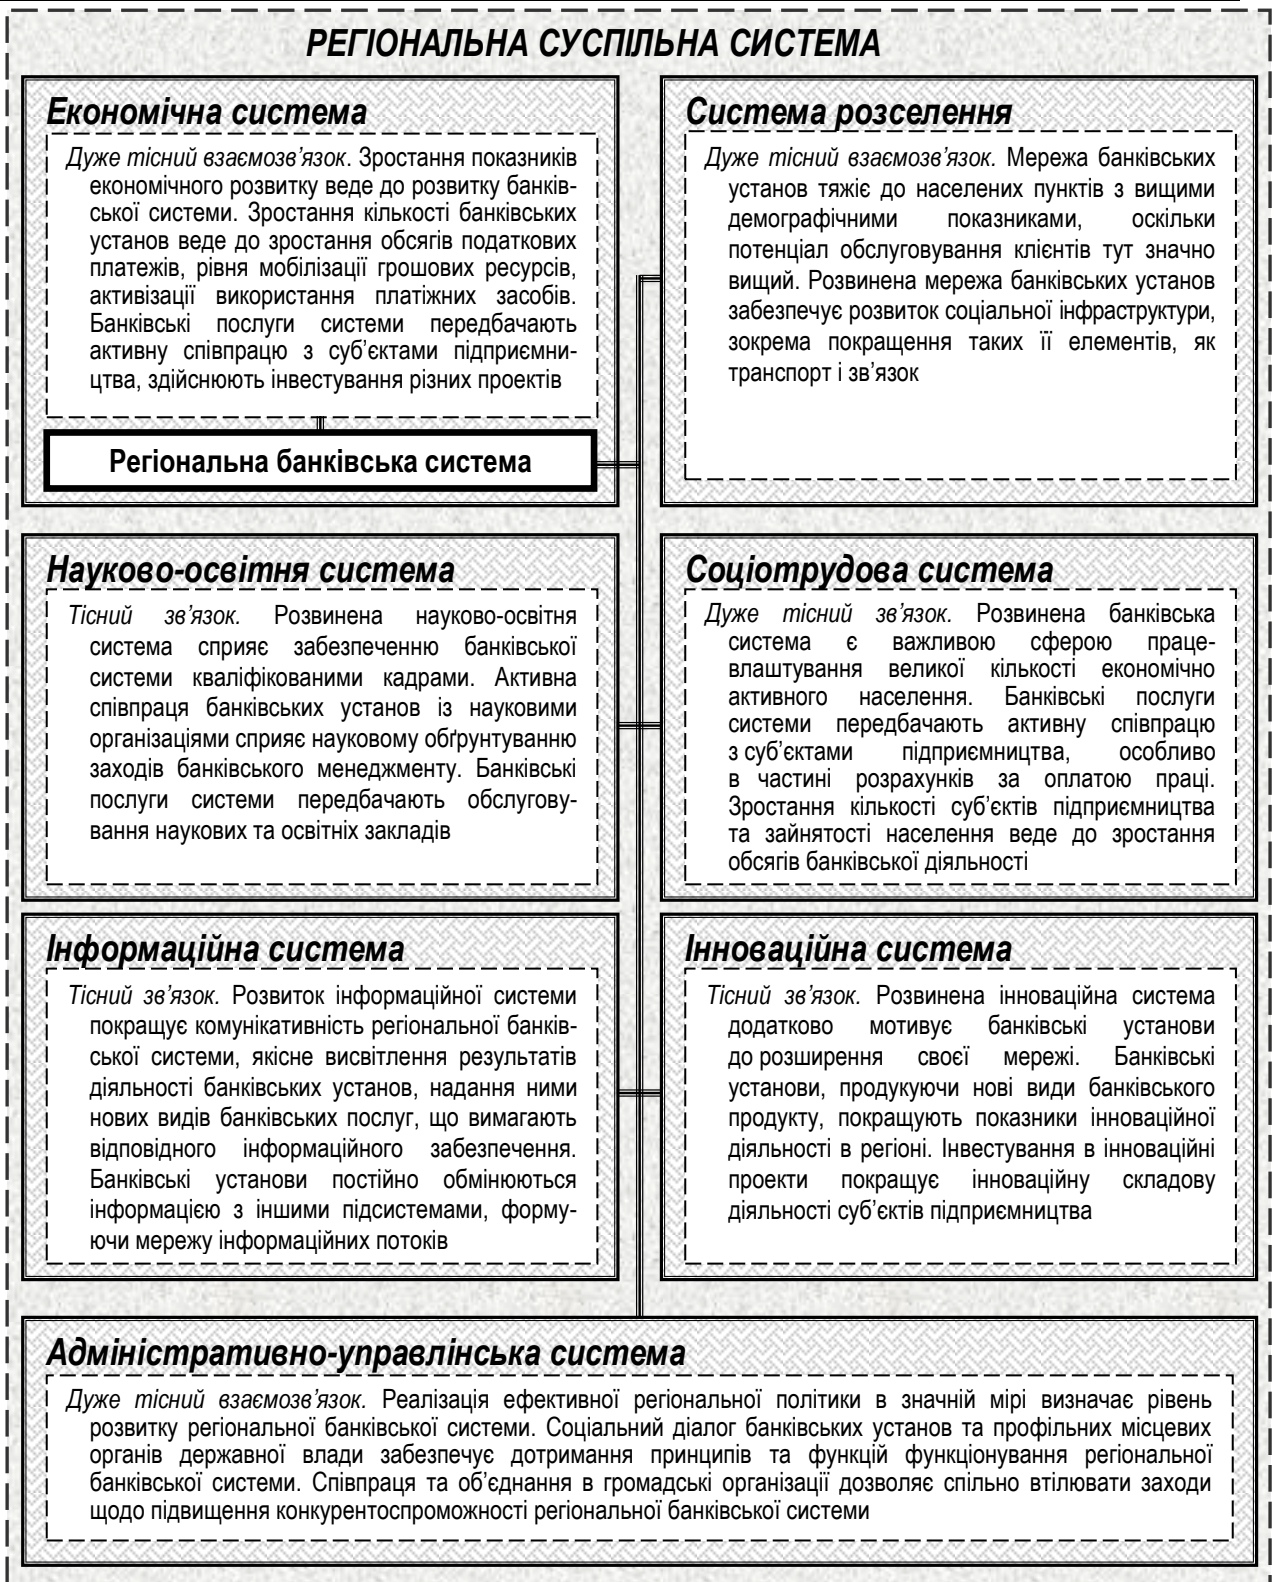 РЕГІОНАЛЬНА СУСПІЛЬНА СИСТЕМА
Економічна система
Дуже тісний взаємозв’язок. Зростання показників
економічного розвитку веде до розвитку банків-
ської системи. Зростання кількості банківських
установ веде до зростання обсягів податкових
платежів, рівня мобілізації грошових ресурсів,
активізації використання платіжних засобів.
Банківські послуги системи передбачають
активну співпрацю з суб’єктами підприємни-
цтва, здійснюють інвестування різних проектів
Регіональна банківська система
Система розселення
Дуже тісний взаємозв’язок. Мережа банківських
установ тяжіє до населених пунктів з вищими
демографічними показниками, оскільки
потенціал обслуговування клієнтів тут значно
вищий. Розвинена мережа банківських установ
забезпечує розвиток соціальної інфраструктури,
зокрема покращення таких її елементів, як
транспорт і зв’язок
Науково-освітня система
Тісний зв’язок. Розвинена науково-освітня
система сприяє забезпеченню банківської
системи кваліфікованими кадрами. Активна
співпраця банківських установ із науковими
організаціями сприяє науковому обґрунтуванню
заходів банківського менеджменту. Банківські
послуги системи передбачають обслугову-
вання наукових та освітніх закладів
Соціотрудова система
Дуже тісний зв’язок. Розвинена банківська
система є важливою сферою праце-
влаштування великої кількості економічно
активного населення. Банківські послуги
системи передбачають активну співпрацю
з суб’єктами підприємництва, особливо
в частині розрахунків за оплатою праці.
Зростання кількості суб’єктів підприємництва
та зайнятості населення веде до зростання
обсягів банківської діяльності
Інформаційна система
Тісний зв’язок. Розвиток інформаційної системи
покращує комунікативність регіональної банків-
ської системи, якісне висвітлення результатів
діяльності банківських установ, надання ними
нових видів банківських послуг, що вимагають
відповідного інформаційного забезпечення.
Банківські установи постійно обмінюються
інформацією з іншими підсистемами, форму-
ючи мережу інформаційних потоків
Інноваційна система
Тісний зв’язок. Розвинена інноваційна система
додатково мотивує банківські установи
до розширення своєї мережі. Банківські
установи, продукуючи нові види банківського
продукту, покращують показники інноваційної
діяльності в регіоні. Інвестування в інноваційні
проекти покращує інноваційну складову
діяльності суб’єктів підприємництва
Адміністративно-управлінська система
Дуже тісний взаємозв’язок. Реалізація ефективної регіональної політики в значній мірі визначає рівень
розвитку регіональної банківської системи. Соціальний діалог банківських установ та профільних місцевих
органів державної влади забезпечує дотримання принципів та функцій функціонування регіональної
банківської системи. Співпраця та об’єднання в громадські організації дозволяє спільно втілювати заходи
щодо підвищення конкурентоспроможності регіональної банківської системи